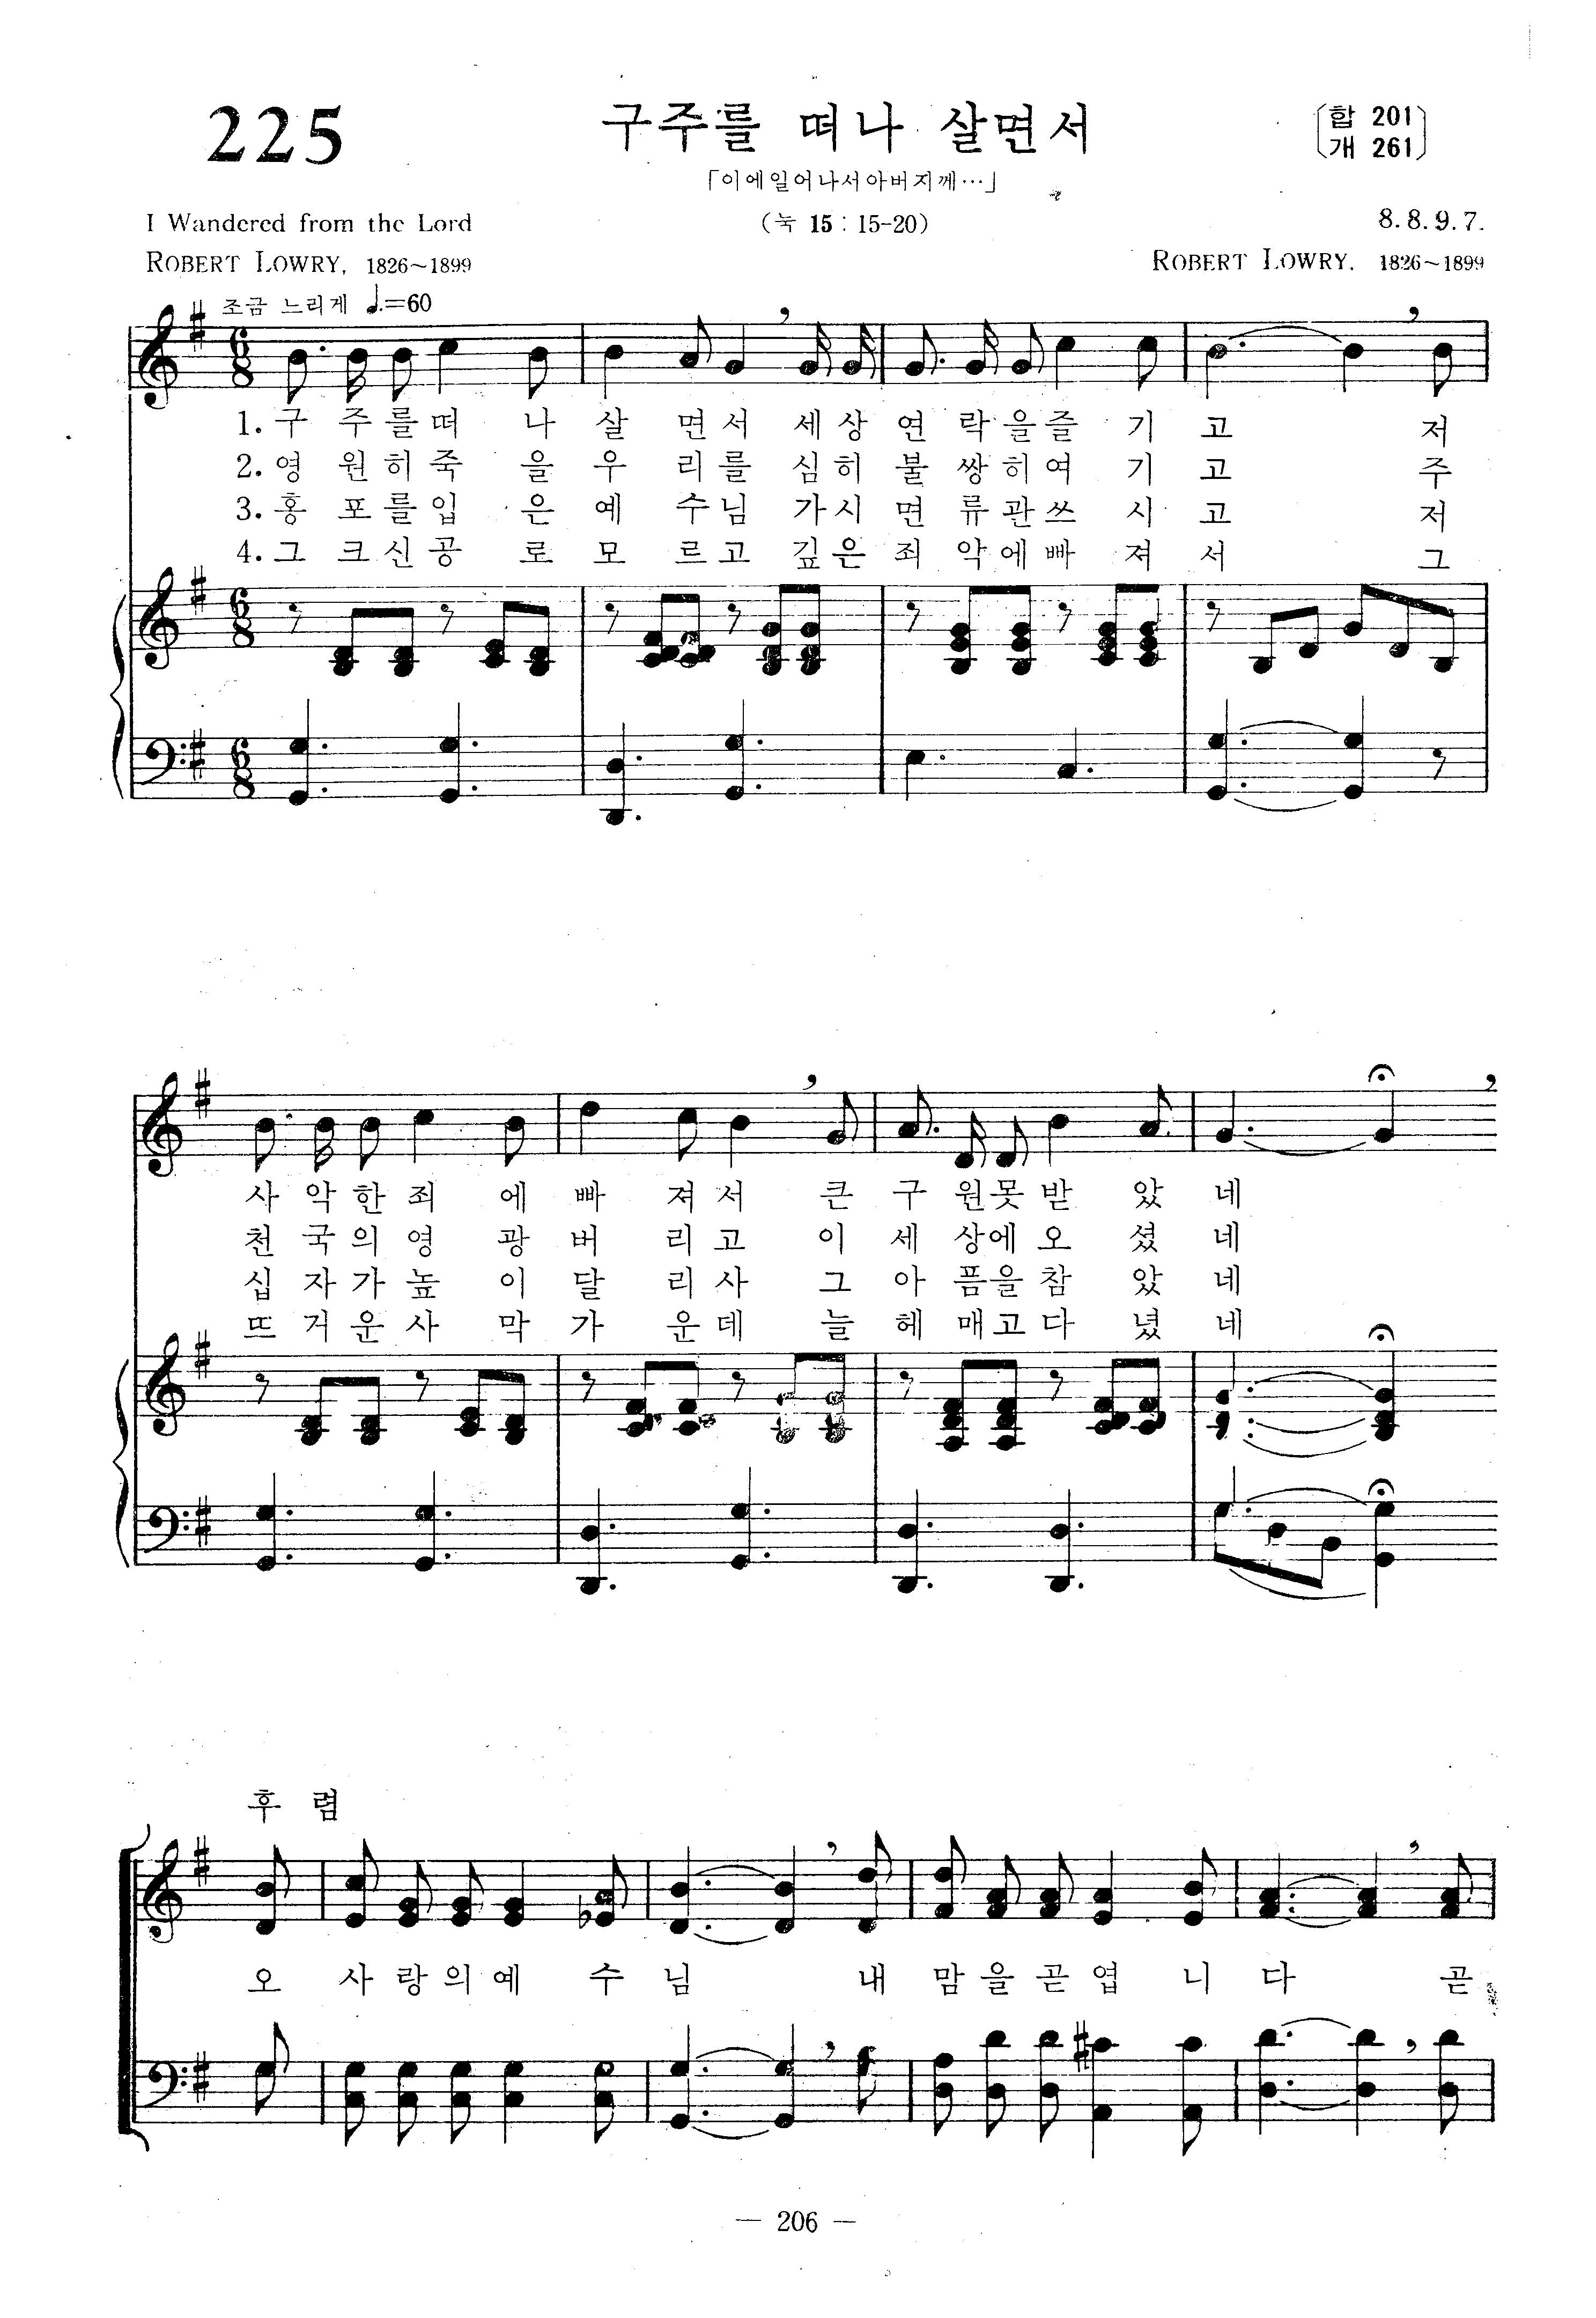 225
구주를 떠나 살면서
〔합 201
개 261〕
「이에일어나서아버지께…」
I Wandered from the Lord
(눅 15 : 15-20)
8. 8. 9. 7.
ROBERT LOWRY, 1826~1899
ROBERT LOWRY, 1826~1899
조금 느리게 ♩.=60
1. 구 주 를 떠 나 살 면 서 세 상 연 락 을 즐 기 고 저
2. 영 원 히 죽 을 우 리 를 심 히 불 쌍 히 여 기 고 주
3. 홍 포 를 입 은 예 수 님 가 시 면 류 관 쓰 시 고 저
4. 그 크 신 공 로 모 르 고 깊 은 죄 악 에 빠 져 서 그
사 악 한 죄 에 빠 져 서 큰 구 원 못 받 았 네
천 국 의 영 광 버 리 고 이 세 상 에 오 셨 네
십 자 가 높 이 달 리 사 그 아 픔 을 참 았 네
뜨 거 운 사 막 가 운 데 늘 헤 매 고 다 녔 네
후 렴
오 사 랑 의 예 수 님 내 맘 을 곧 엽 니 다 곧
— 206 —